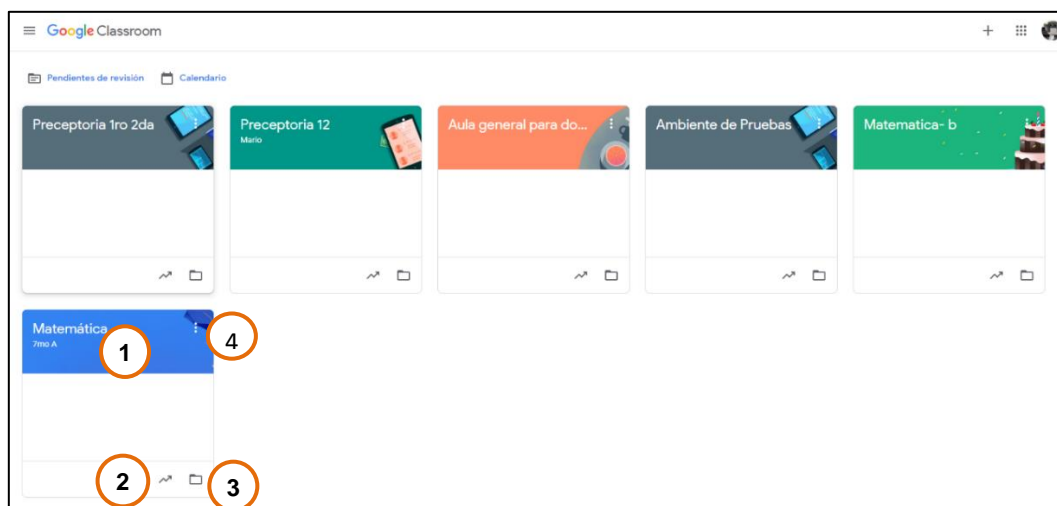 Google Classroom
Pendientes de revisión Calendario
Preceptoria 1ro 2da
Preceptoria 12
Mario
Aula general para do...
Ambiente de Pruebas
Matematica- b
Matemática
7mo A
1
4
2
3